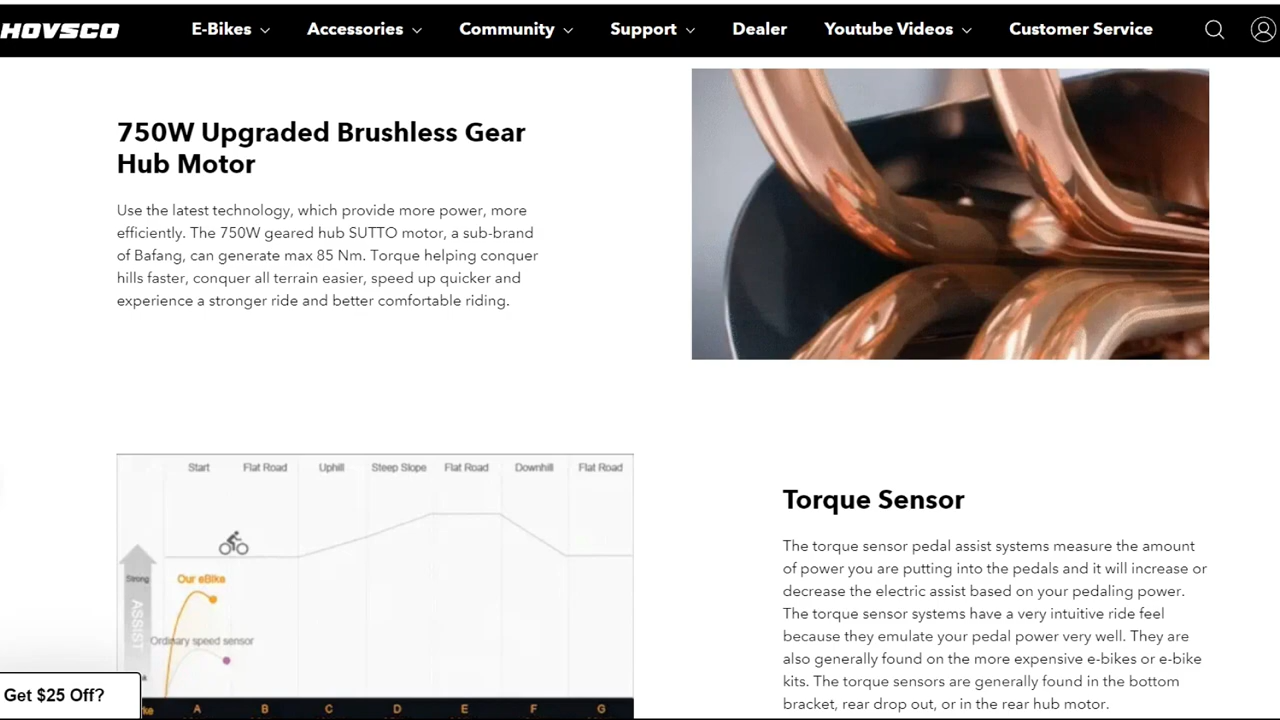 HOVSCO E-Bikes Accessories Community Support Dealer Youtube Videos Customer Service
750W Upgraded Brushless Gear
Hub Motor
Use the latest technology, which provide more power, more
efficiently. The 750W geared hub SUTTO motor, a sub-brand
of Bafang, can generate max 85 Nm. Torque helping conquer
hills faster, conquer all terrain easier, speed up quicker and
experience a stronger ride and better comfortable riding.
Start Flat Road Uphill Steep Slope Flat Road Downhill Flat Road
Strong
Our eBike
ASSIST
Ordinary speed sensor
A B C D E F G
Torque Sensor
The torque sensor pedal assist systems measure the amount
of power you are putting into the pedals and it will increase or
decrease the electric assist based on your pedaling power.
The torque sensor systems have a very intuitive ride feel
because they emulate your pedal power very well. They are
also generally found on the more expensive e-bikes or e-bike
kits. The torque sensors are generally found in the bottom
bracket, rear drop out, or in the rear hub motor.
Get $25 Off?